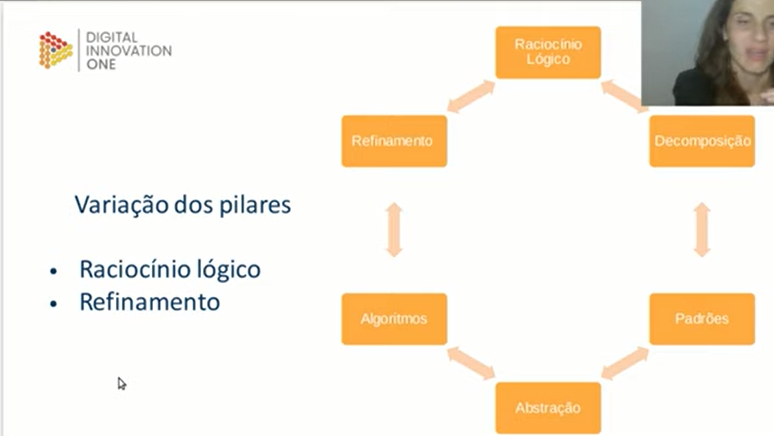 DIGITAL
INNOVATION
ONE
Raciocínio
Lógico
Refinamento
Decomposição
Variação dos pilares
• Raciocínio lógico
• Refinamento
Algoritmos
Padrões
Abstração